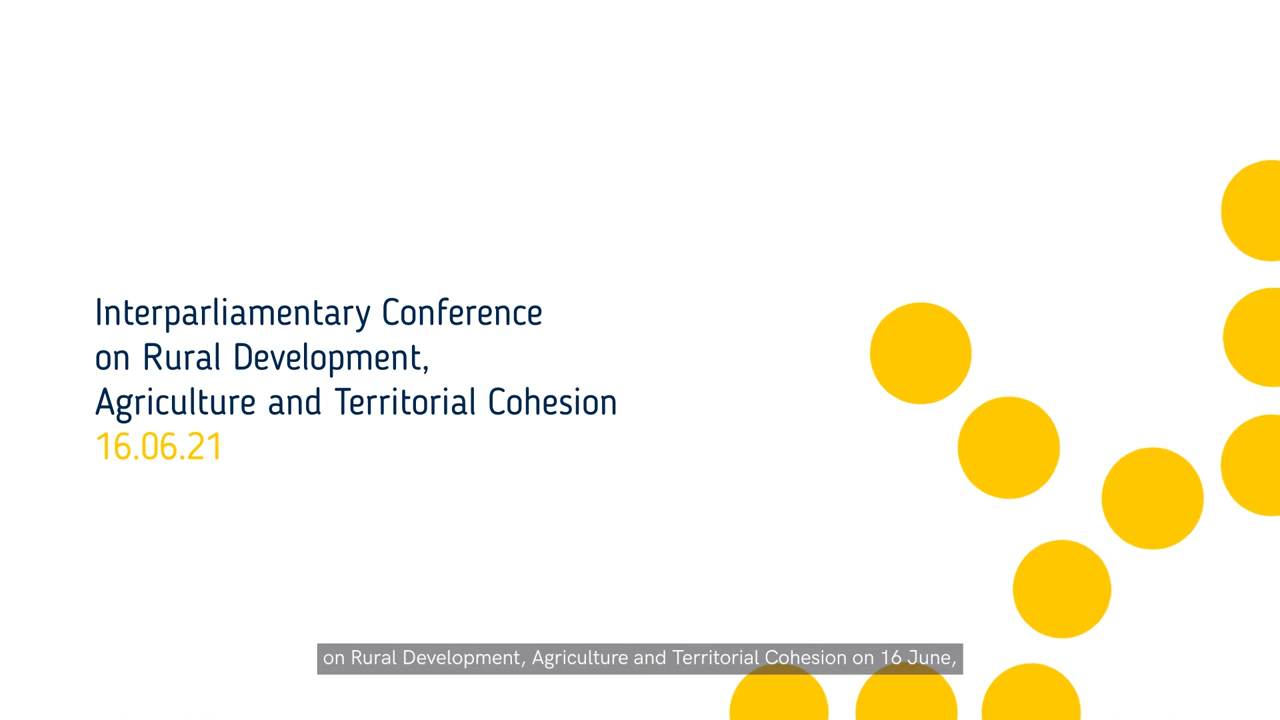 Interparliamentary Conference
on Rural Development,
Agriculture and Territorial Cohesion
16.06.21
on Rural Development, Agriculture and Territorial Cohesion on 16 June,